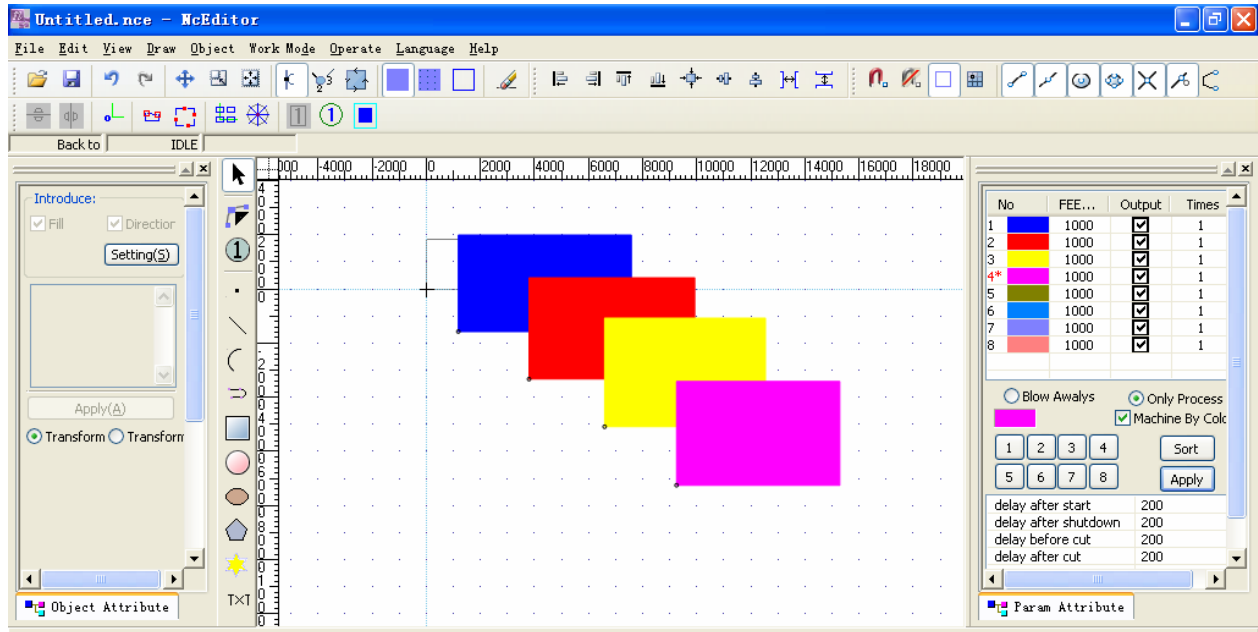 Untitled.nce - NcEditor
File Edit View Draw Object Work Mode Operate Language Help
Back to IDLE
000 -4000 -2000 0 2000 4000 6000 8000 10000 12000 14000 16000 18000
Introduce:
Fill Direction
Setting(S)
Apply(A)
Transform Transform
Object Attribute
1
TXT
No FEE... Output Times
1 1000 1
2 1000 1
3 1000 1
4* 1000 1
5 1000 1
6 1000 1
7 1000 1
8 1000 1
Blow Awalys Only Process
Machine By Colo
1 2 3 4 Sort
5 6 7 8 Apply
delay after start 200
delay after shutdown 200
delay before cut 200
delay after cut 200
Param Attribute